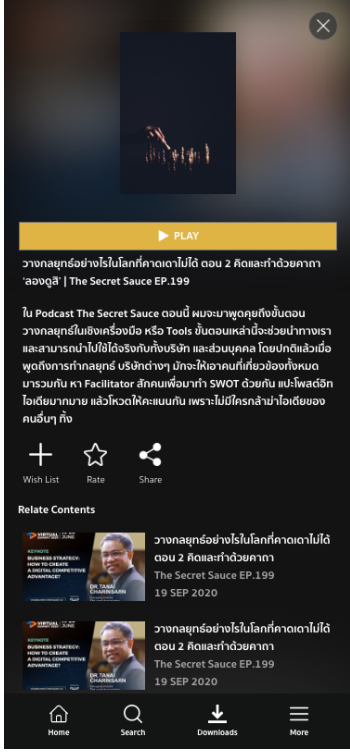 PLAY
วางกลยุทธ์อย่างไรในโลกที่คาดเดาไม่ได้ ตอน 2 คิดและทำด้วยคาถา
‘ลองดูสิ’ | The Secret Sauce EP.199
ใน Podcast The Secret Sauce ตอนนี้ ผมจะมาพูดคุยถึงขั้นตอน
วางกลยุทธ์ในเชิงเครื่องมือ หรือ Tools ขั้นตอนเหล่านี้จะช่วยนำทางเรา
และสามารถนำไปใช้ได้จริงกับทั้งบริษัท และส่วนบุคคล โดยปกติแล้วเมื่อ
พูดถึงการทำกลยุทธ์ บริษัทต่างๆ มักจะให้เอาคนที่เกี่ยวข้องทั้งหมด
มารวมกัน หา Facilitator สักคนเพื่อมาทำ SWOT ด้วยกัน แปะโพสต์อิท
ไอเดียมากมาย แล้วโหวตให้คะแนนกัน เพราะไม่มีใครกล้าฆ่าไอเดียของ
คนอื่นๆ ทิ้ง
Wish List
Rate
Share
Relate Contents
VIRTUAL
JUNE
KEYNOTE
BUSINESS STRATEGY:
HOW TO CREATE
A DIGITAL COMPETITIVE
ADVANTAGE?
DR.TANAI
CHARINSARN
วางกลยุทธ์อย่างไรในโลกที่คาดเดาไม่ได้
ตอน 2 คิดและทำด้วยคาถา
The Secret Sauce EP.199
19 SEP 2020
VIRTUAL
JUNE
KEYNOTE
BUSINESS STRATEGY:
HOW TO CREATE
A DIGITAL COMPETITIVE
ADVANTAGE?
DR.TANAI
CHARINSARN
วางกลยุทธ์อย่างไรในโลกที่คาดเดาไม่ได้
ตอน 2 คิดและทำด้วยคาถา
The Secret Sauce EP.199
19 SEP 2020
Home
Search
Downloads
More